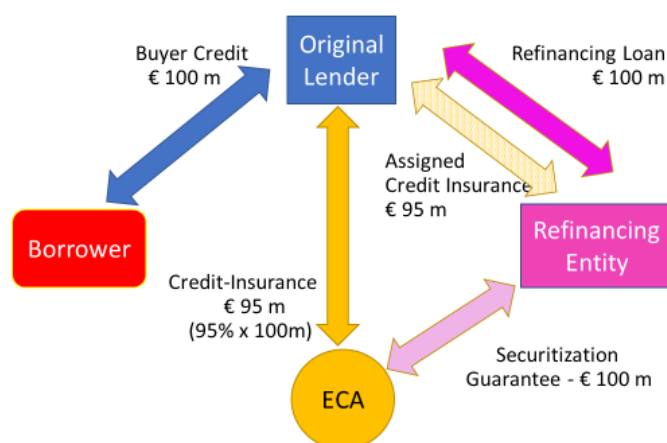 Buyer Credit
€ 100 m
Original
Lender
Refinancing Loan
€ 100 m
Assigned
Credit Insurance
€ 95 m
Borrower
Refinancing
Entity
Credit-Insurance
€ 95 m
(95% x 100m)
Securitization
Guarantee - € 100 m
ECA